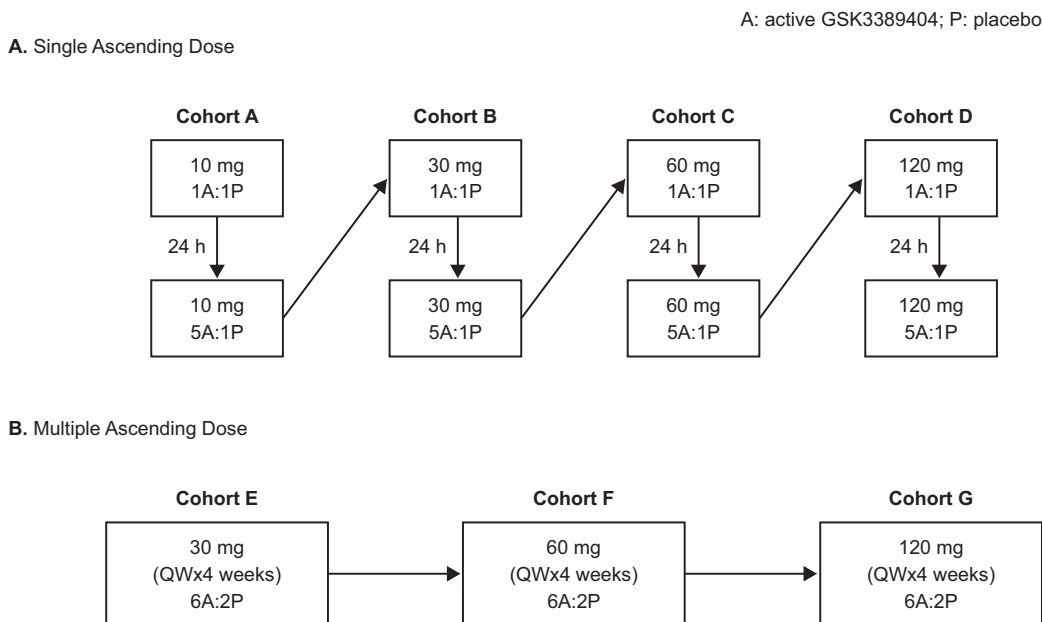 A: active GSK3389404; P: placebo
A. Single Ascending Dose
Cohort A
Cohort B
Cohort C
Cohort D
10 mg
1A:1P
30 mg
1A:1P
60 mg
1A:1P
120 mg
1A:1P
24 h
24 h
24 h
24 h
10 mg
5A:1P
30 mg
5A:1P
60 mg
5A:1P
120 mg
5A:1P
B. Multiple Ascending Dose
Cohort E
Cohort F
Cohort G
30 mg
(QWx4 weeks)
6A:2P
60 mg
(QWx4 weeks)
6A:2P
120 mg
(QWx4 weeks)
6A:2P